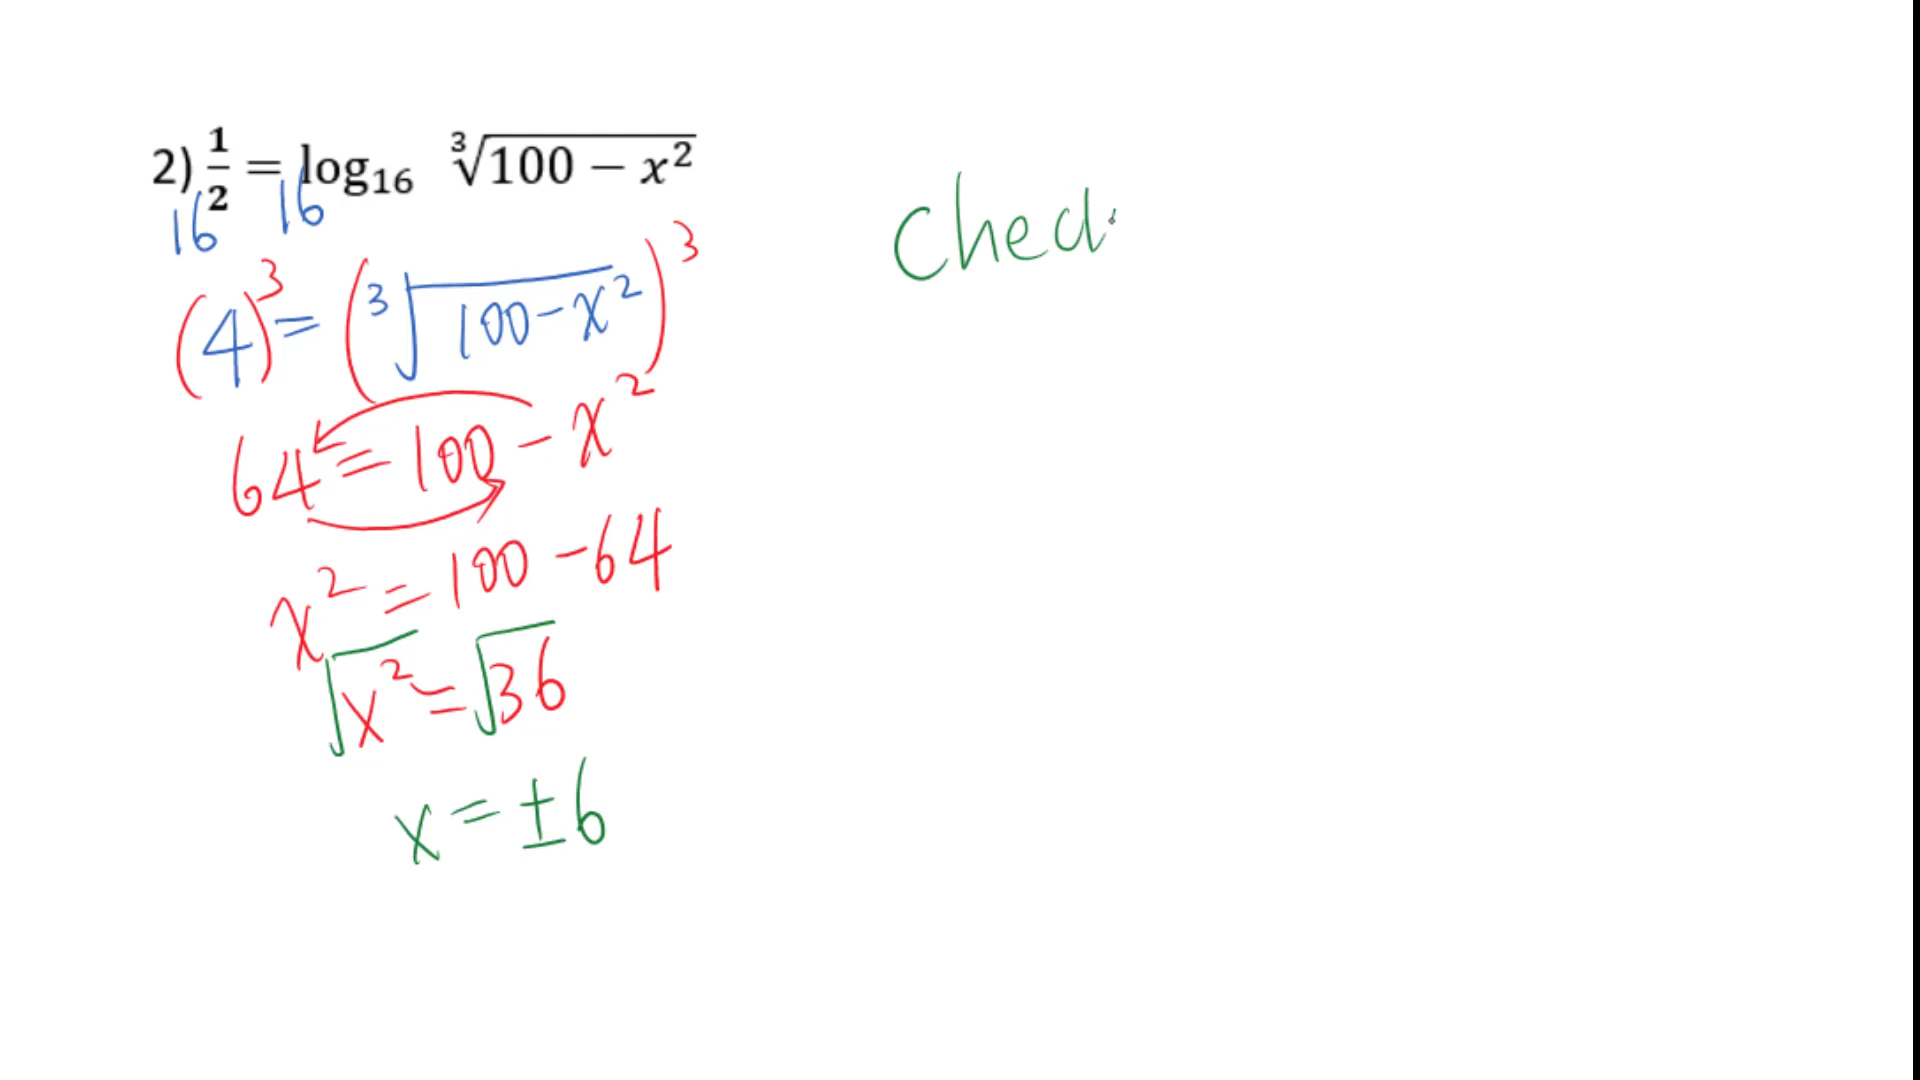 2) 1/2 = log₁₆ ∛(100 − x²)
16 16
(4)³ = (∛(100 − x²))³
64 = 100 − x²
x² = 100 − 64
√x² = √36
x = ±6
Chec